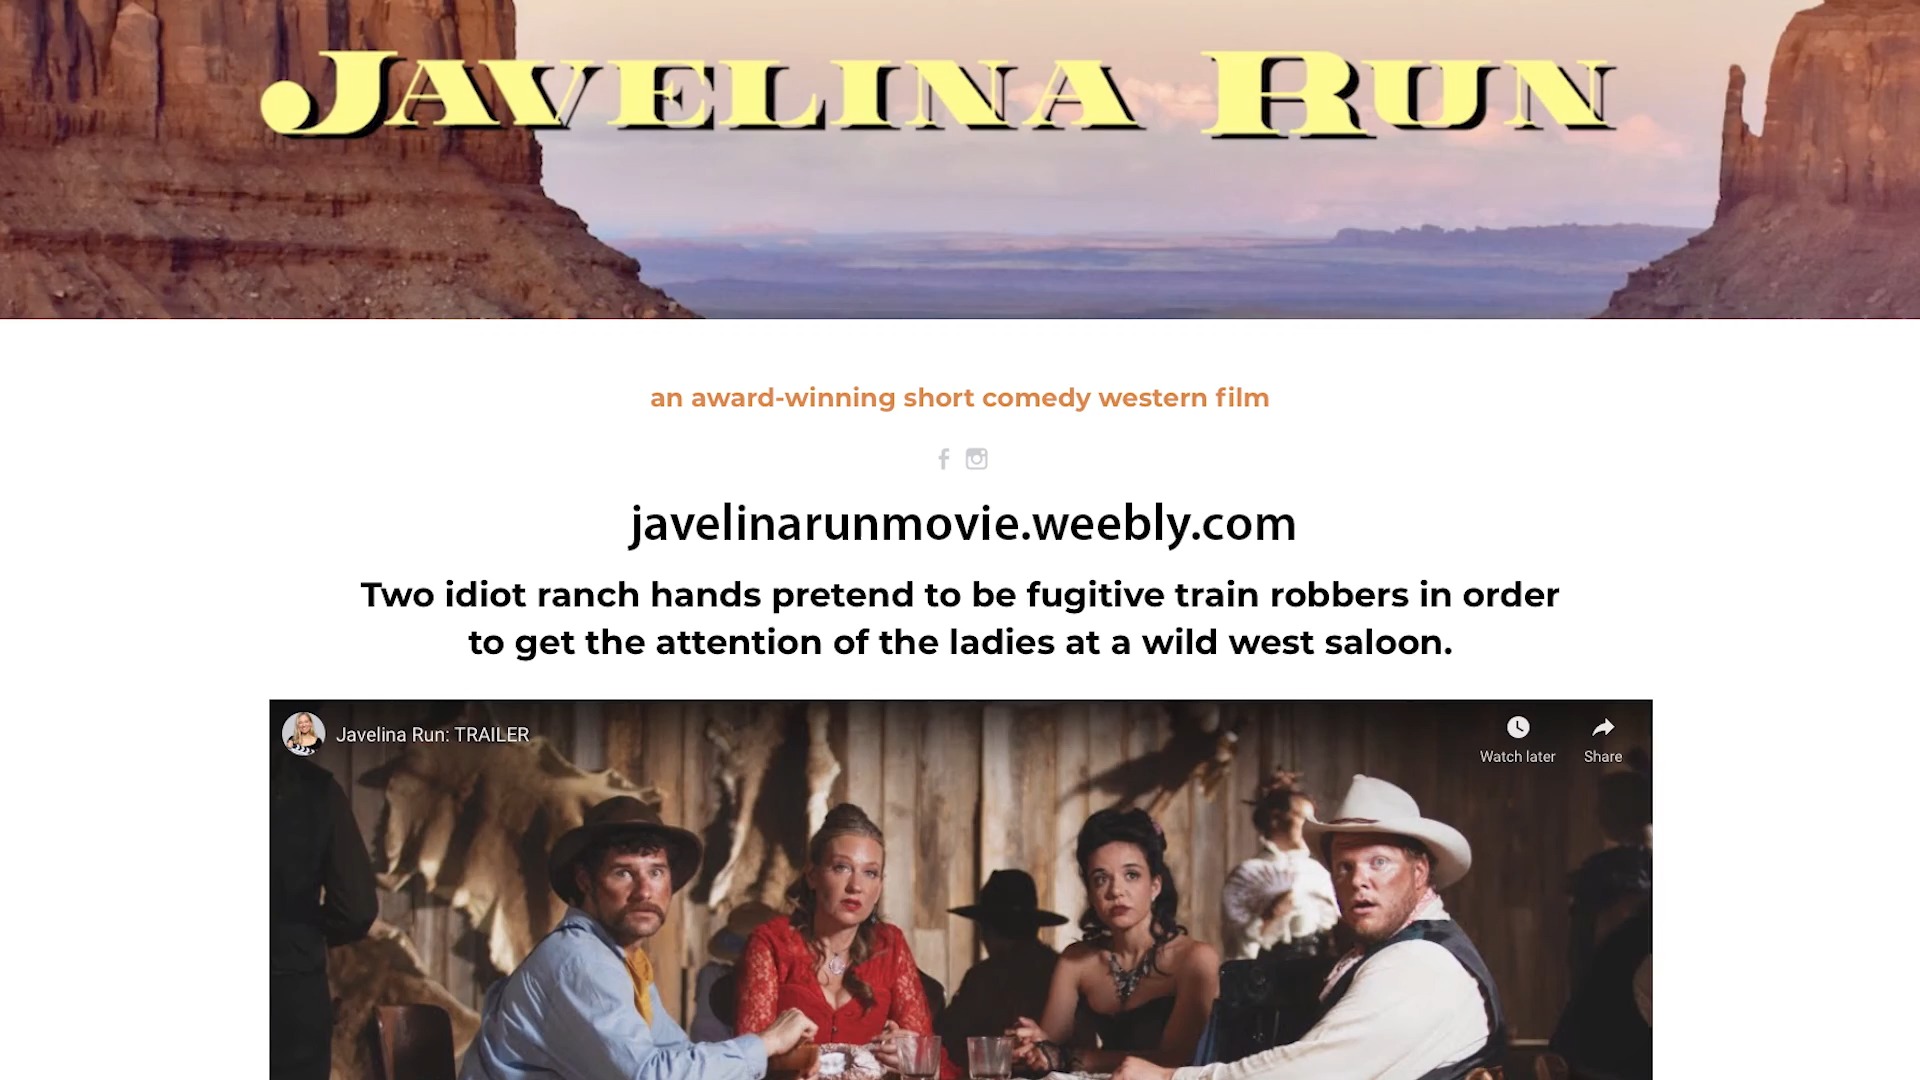 JAVELINA RUN
an award-winning short comedy western film
javelinarunmovie.weebly.com
Two idiot ranch hands pretend to be fugitive train robbers in order
to get the attention of the ladies at a wild west saloon.
Javelina Run: TRAILER
Watch later
Share